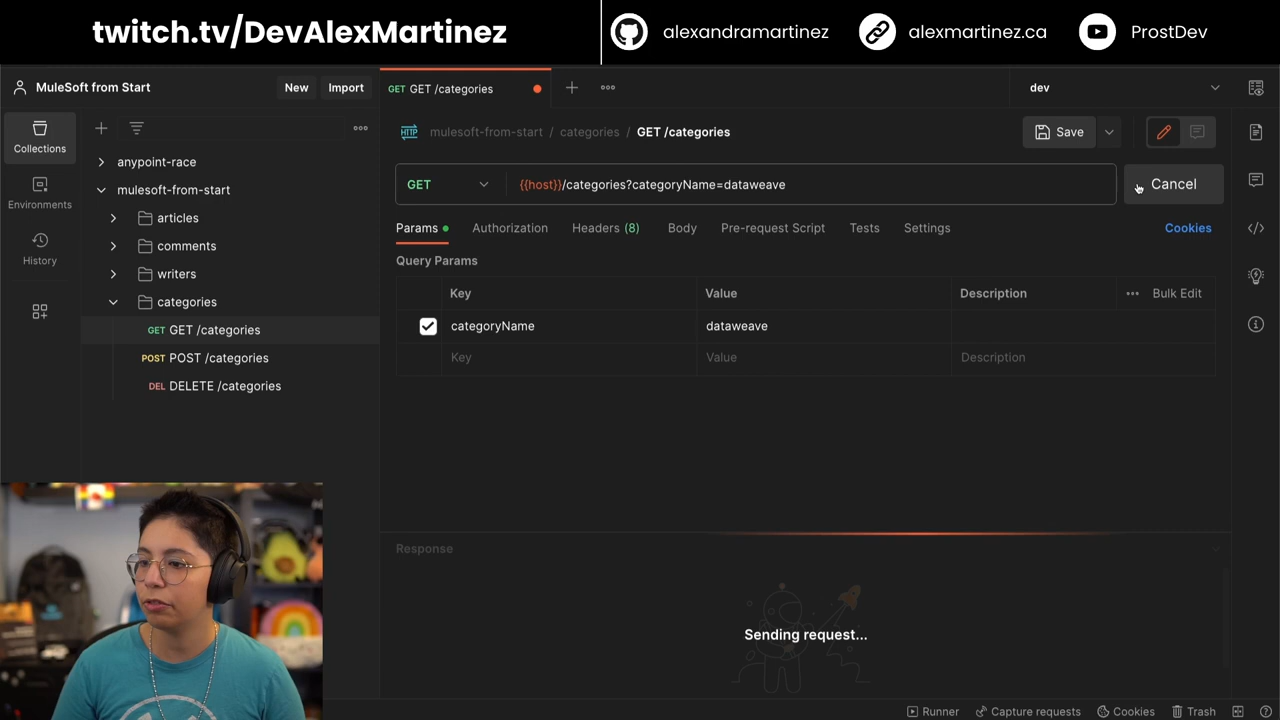 twitch.tv/DevAlexMartinez
alexandramartinez
alexmartinez.ca
ProstDev
MuleSoft from Start
New
Import
GET GET /categories
dev
Collections
Environments
History
anypoint-race
mulesoft-from-start
articles
comments
writers
categories
GET GET /categories
POST POST /categories
DEL DELETE /categories
HTTP mulesoft-from-start / categories / GET /categories
Save
GET
{{host}}/categories?categoryName=dataweave
Cancel
Params
Authorization
Headers (8)
Body
Pre-request Script
Tests
Settings
Cookies
Query Params
Key
Value
Description
Bulk Edit
categoryName
dataweave
Key
Value
Description
Response
Sending request...
Runner
Capture requests
Cookies
Trash